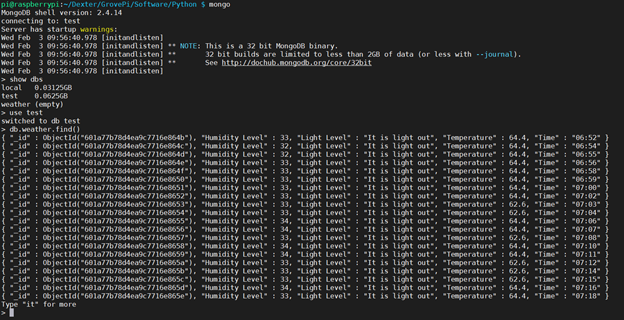 pi@raspberrypi:~/Dexter/GrovePi/Software/Python $ mongo
MongoDB shell version: 2.4.14
connecting to: test
Server has startup warnings:
Wed Feb  3 09:56:40.978 [initandlisten]
Wed Feb  3 09:56:40.978 [initandlisten] ** NOTE: This is a 32 bit MongoDB binary.
Wed Feb  3 09:56:40.978 [initandlisten] **       32 bit builds are limited to less than 2GB of data (or less with --journal).
Wed Feb  3 09:56:40.978 [initandlisten] **       See http://dochub.mongodb.org/core/32bit
Wed Feb  3 09:56:40.978 [initandlisten]
> show dbs
local   0.03125GB
test    0.0625GB
weather (empty)
> use test
switched to db test
> db.weather.find()
{ "_id" : ObjectId("601a77b78d4ea9c7716e864b"), "Humidity Level" : 33, "Light Level" : "It is light out", "Temperature" : 64.4, "Time" : "06:52" }
{ "_id" : ObjectId("601a77b78d4ea9c7716e864c"), "Humidity Level" : 32, "Light Level" : "It is light out", "Temperature" : 64.4, "Time" : "06:54" }
{ "_id" : ObjectId("601a77b78d4ea9c7716e864d"), "Humidity Level" : 32, "Light Level" : "It is light out", "Temperature" : 64.4, "Time" : "06:55" }
{ "_id" : ObjectId("601a77b78d4ea9c7716e864e"), "Humidity Level" : 33, "Light Level" : "It is light out", "Temperature" : 64.4, "Time" : "06:56" }
{ "_id" : ObjectId("601a77b78d4ea9c7716e864f"), "Humidity Level" : 33, "Light Level" : "It is light out", "Temperature" : 64.4, "Time" : "06:58" }
{ "_id" : ObjectId("601a77b78d4ea9c7716e8650"), "Humidity Level" : 33, "Light Level" : "It is light out", "Temperature" : 64.4, "Time" : "06:59" }
{ "_id" : ObjectId("601a77b78d4ea9c7716e8651"), "Humidity Level" : 33, "Light Level" : "It is light out", "Temperature" : 64.4, "Time" : "07:00" }
{ "_id" : ObjectId("601a77b78d4ea9c7716e8652"), "Humidity Level" : 33, "Light Level" : "It is light out", "Temperature" : 64.4, "Time" : "07:02" }
{ "_id" : ObjectId("601a77b78d4ea9c7716e8653"), "Humidity Level" : 33, "Light Level" : "It is light out", "Temperature" : 62.6, "Time" : "07:03" }
{ "_id" : ObjectId("601a77b78d4ea9c7716e8654"), "Humidity Level" : 33, "Light Level" : "It is light out", "Temperature" : 62.6, "Time" : "07:04" }
{ "_id" : ObjectId("601a77b78d4ea9c7716e8655"), "Humidity Level" : 34, "Light Level" : "It is light out", "Temperature" : 64.4, "Time" : "07:06" }
{ "_id" : ObjectId("601a77b78d4ea9c7716e8656"), "Humidity Level" : 34, "Light Level" : "It is light out", "Temperature" : 64.4, "Time" : "07:07" }
{ "_id" : ObjectId("601a77b78d4ea9c7716e8657"), "Humidity Level" : 33, "Light Level" : "It is light out", "Temperature" : 62.6, "Time" : "07:08" }
{ "_id" : ObjectId("601a77b78d4ea9c7716e8658"), "Humidity Level" : 34, "Light Level" : "It is light out", "Temperature" : 64.4, "Time" : "07:10" }
{ "_id" : ObjectId("601a77b78d4ea9c7716e8659"), "Humidity Level" : 34, "Light Level" : "It is light out", "Temperature" : 64.4, "Time" : "07:11" }
{ "_id" : ObjectId("601a77b78d4ea9c7716e865a"), "Humidity Level" : 33, "Light Level" : "It is light out", "Temperature" : 62.6, "Time" : "07:12" }
{ "_id" : ObjectId("601a77b78d4ea9c7716e865b"), "Humidity Level" : 33, "Light Level" : "It is light out", "Temperature" : 62.6, "Time" : "07:14" }
{ "_id" : ObjectId("601a77b78d4ea9c7716e865c"), "Humidity Level" : 33, "Light Level" : "It is light out", "Temperature" : 62.6, "Time" : "07:15" }
{ "_id" : ObjectId("601a77b78d4ea9c7716e865d"), "Humidity Level" : 34, "Light Level" : "It is light out", "Temperature" : 64.4, "Time" : "07:16" }
{ "_id" : ObjectId("601a77b78d4ea9c7716e865e"), "Humidity Level" : 33, "Light Level" : "It is light out", "Temperature" : 64.4, "Time" : "07:18" }
Type "it" for more
>